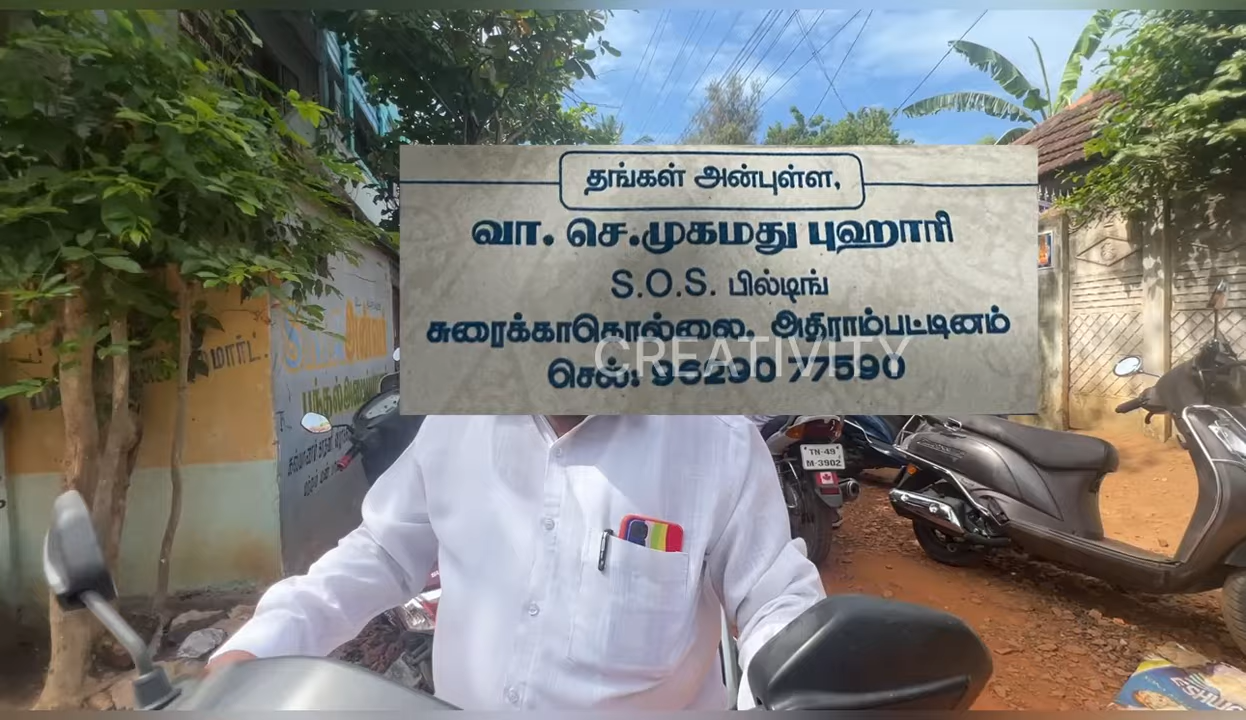 தங்கள் அன்புள்ள,
வா. செ.முகமது புஹாரி
S.O.S. பில்டிங்
சுரைக்காகொல்லை, அதிராம்பட்டினம்
CREATIVITY
செல்: 95290 77590
TN-49
M-3902
மார்ட்.